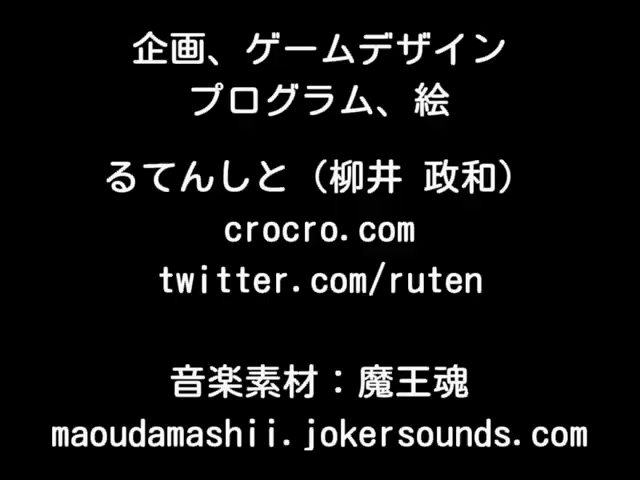 企画、ゲームデザイン
プログラム、絵
るてんしと（柳井 政和）
crocro.com
twitter.com/ruten
音楽素材：魔王魂
maoudamashii.jokersounds.com